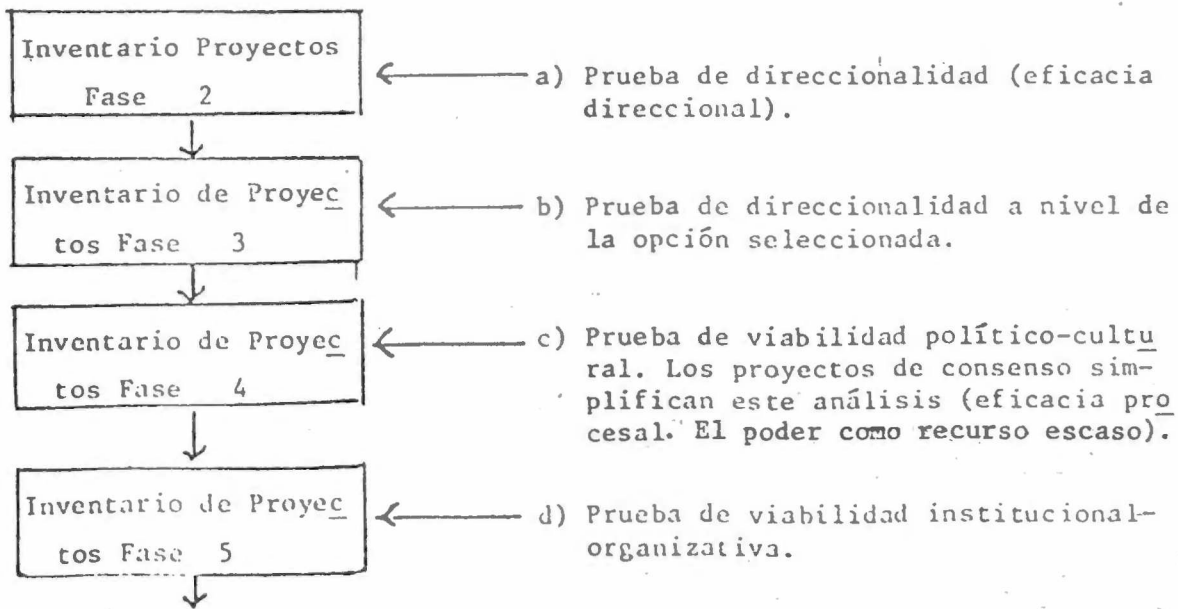 Inventario Proyectos
Fase 2
a) Prueba de direccionalidad (eficacia
direccional).
Inventario de Proyec
tos Fase 3
b) Prueba de direccionalidad a nivel de
la opción seleccionada.
Inventario de Proyec
tos Fase 4
c) Prueba de viabilidad político-cultu
ral. Los proyectos de consenso sim-
plifican este análisis (eficacia pro
cesal. El poder como recurso escaso).
Inventario de Proyec
tos Fase 5
d) Prueba de viabilidad institucional-
organizativa.